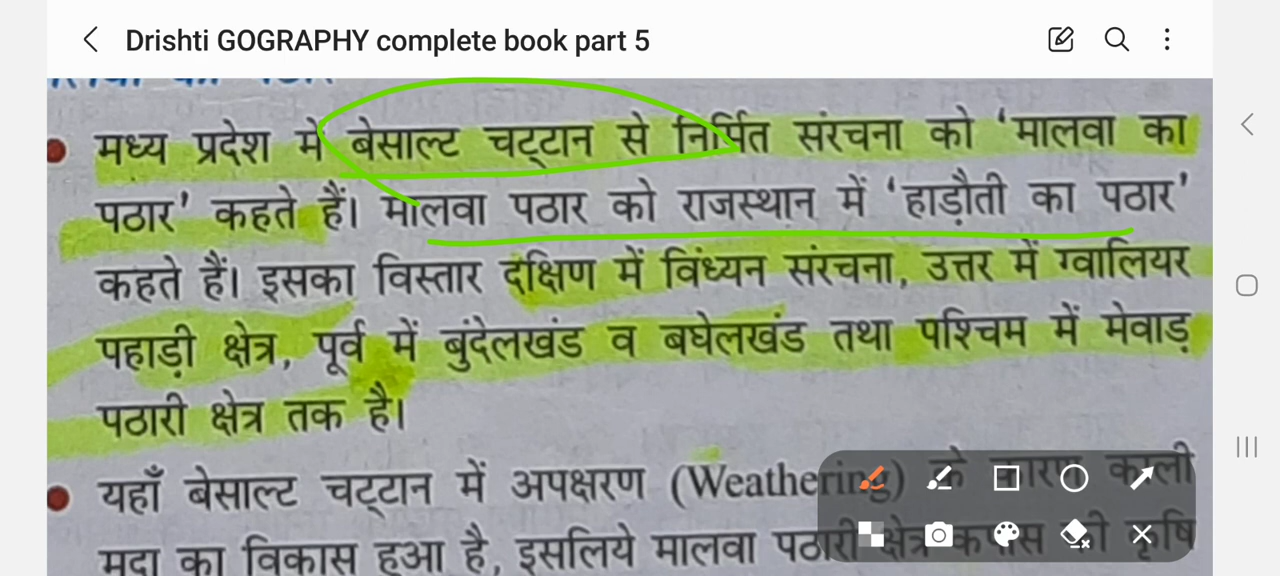 Drishti GOGRAPHY complete book part 5
मध्य प्रदेश में बेसाल्ट चट्टान से निर्मित संरचना को ‘मालवा का
पठार’ कहते हैं। मालवा पठार को राजस्थान में ‘हाड़ौती का पठार’
कहते हैं। इसका विस्तार दक्षिण में विंध्यन संरचना, उत्तर में ग्वालियर
पहाड़ी क्षेत्र, पूर्व में बुंदेलखंड व बघेलखंड तथा पश्चिम में मेवाड़
पठारी क्षेत्र तक है।
यहाँ बेसाल्ट चट्टान में अपक्षरण (Weathering) के कारण काली
मृदा का विकास हुआ है, इसलिये मालवा पठारी क्षेत्र कपास की कृषि